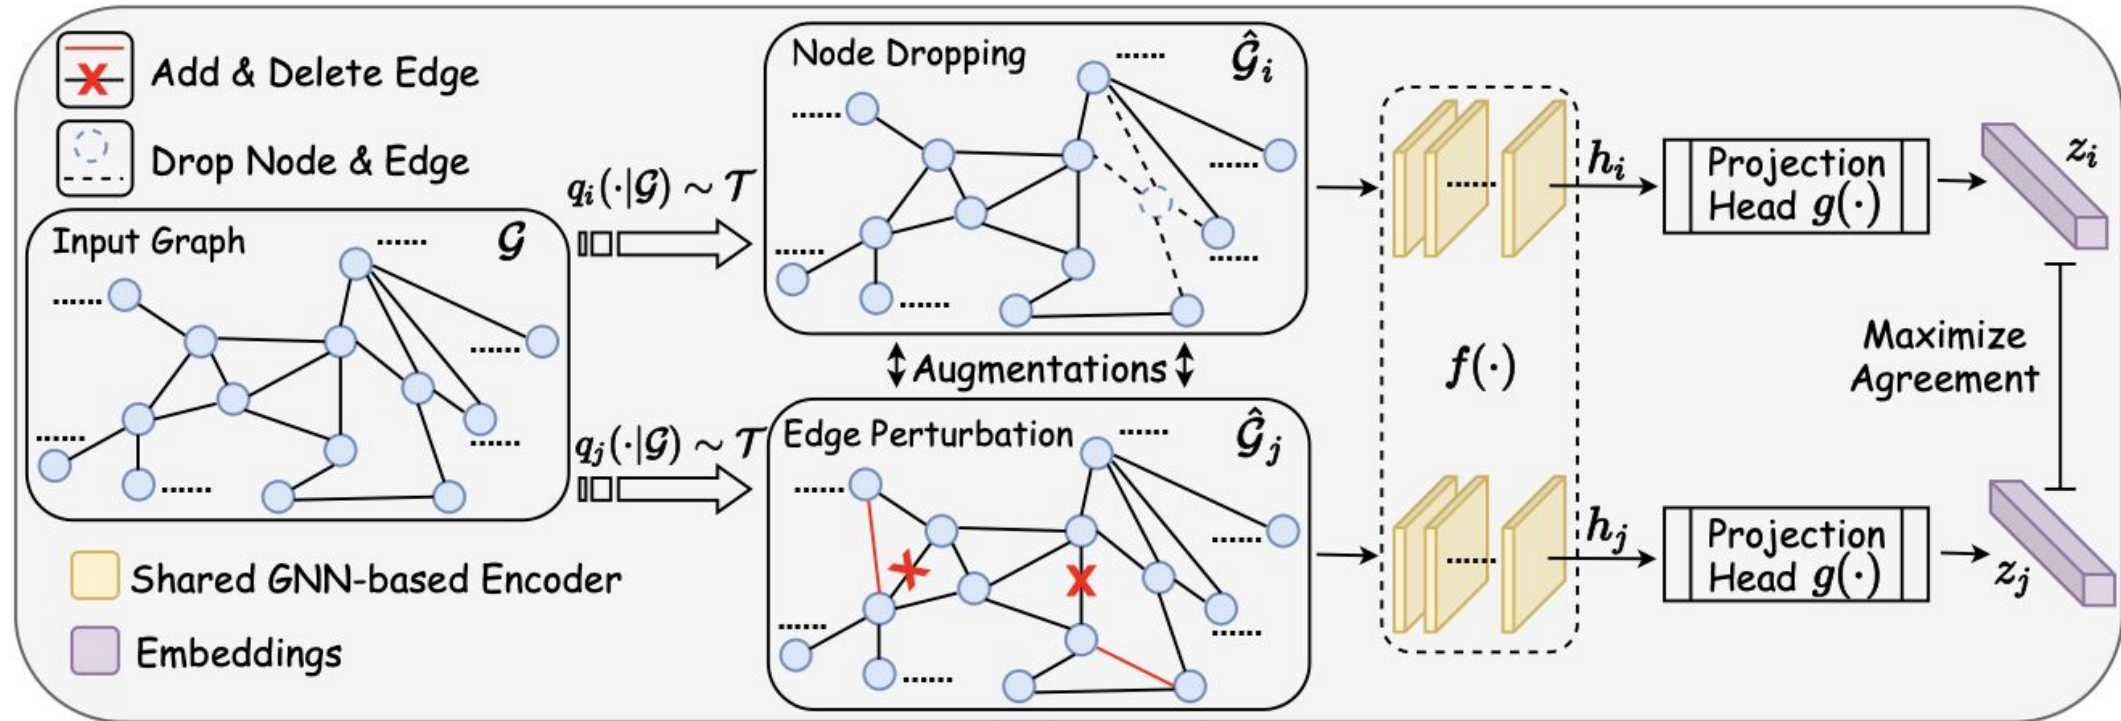 Add & Delete Edge
Drop Node & Edge
Input Graph
𝒢
......
......
......
......
......
......
Shared GNN-based Encoder
Embeddings
qᵢ(·|𝒢) ~ 𝒯
qⱼ(·|𝒢) ~ 𝒯
Node Dropping
𝒢̂ᵢ
......
......
......
......
......
......
Augmentations
Edge Perturbation
𝒢̂ⱼ
......
......
......
......
......
......
......
f(·)
......
hᵢ
hⱼ
Projection
Head g(·)
Projection
Head g(·)
zᵢ
Maximize
Agreement
zⱼ